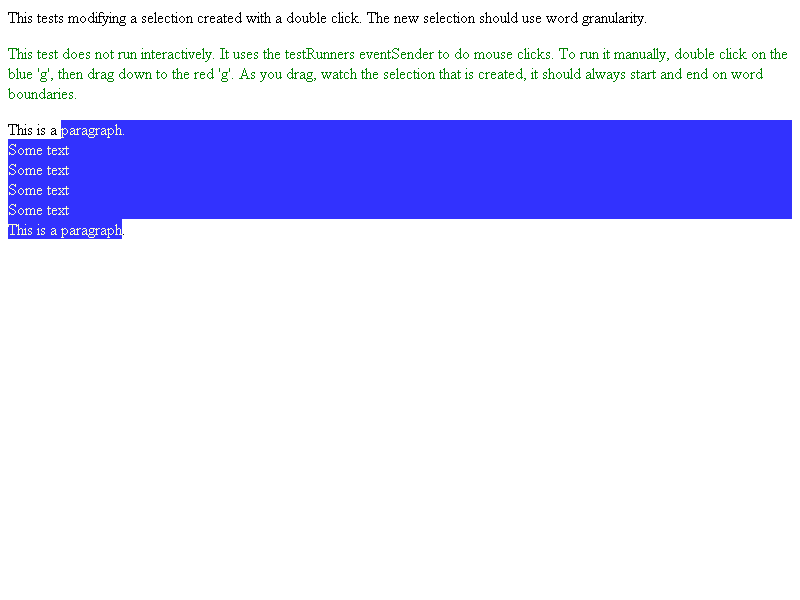 This tests modifying a selection created with a double click. The new selection should use word granularity.
This test does not run interactively. It uses the testRunners eventSender to do mouse clicks. To run it manually, double click on the
blue 'g', then drag down to the red 'g'. As you drag, watch the selection that is created, it should always start and end on word
boundaries.
This is a paragraph.
Some text
Some text
Some text
Some text
This is a paragraph.